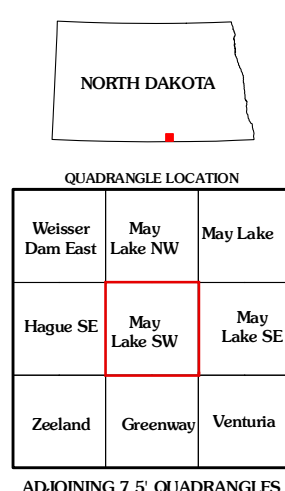 NORTH DAKOTA
QUADRANGLE LOCATION
Weisser
Dam East
May
Lake NW
May Lake
Hague SE
May
Lake SW
May
Lake SE
Zeeland
Greenway
Venturia
ADJOINING 7.5' QUADRANGLES